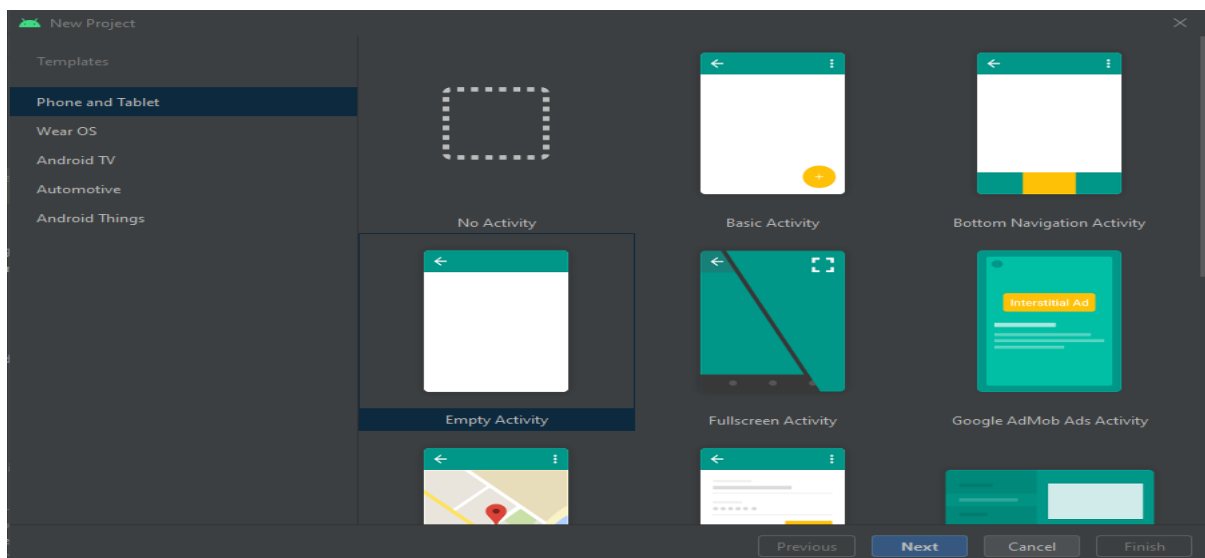 New Project
Templates
Phone and Tablet
Wear OS
Android TV
Automotive
Android Things
No Activity
Basic Activity
Bottom Navigation Activity
Interstitial Ad
Empty Activity
Fullscreen Activity
Google AdMob Ads Activity
Previous
Next
Cancel
Finish